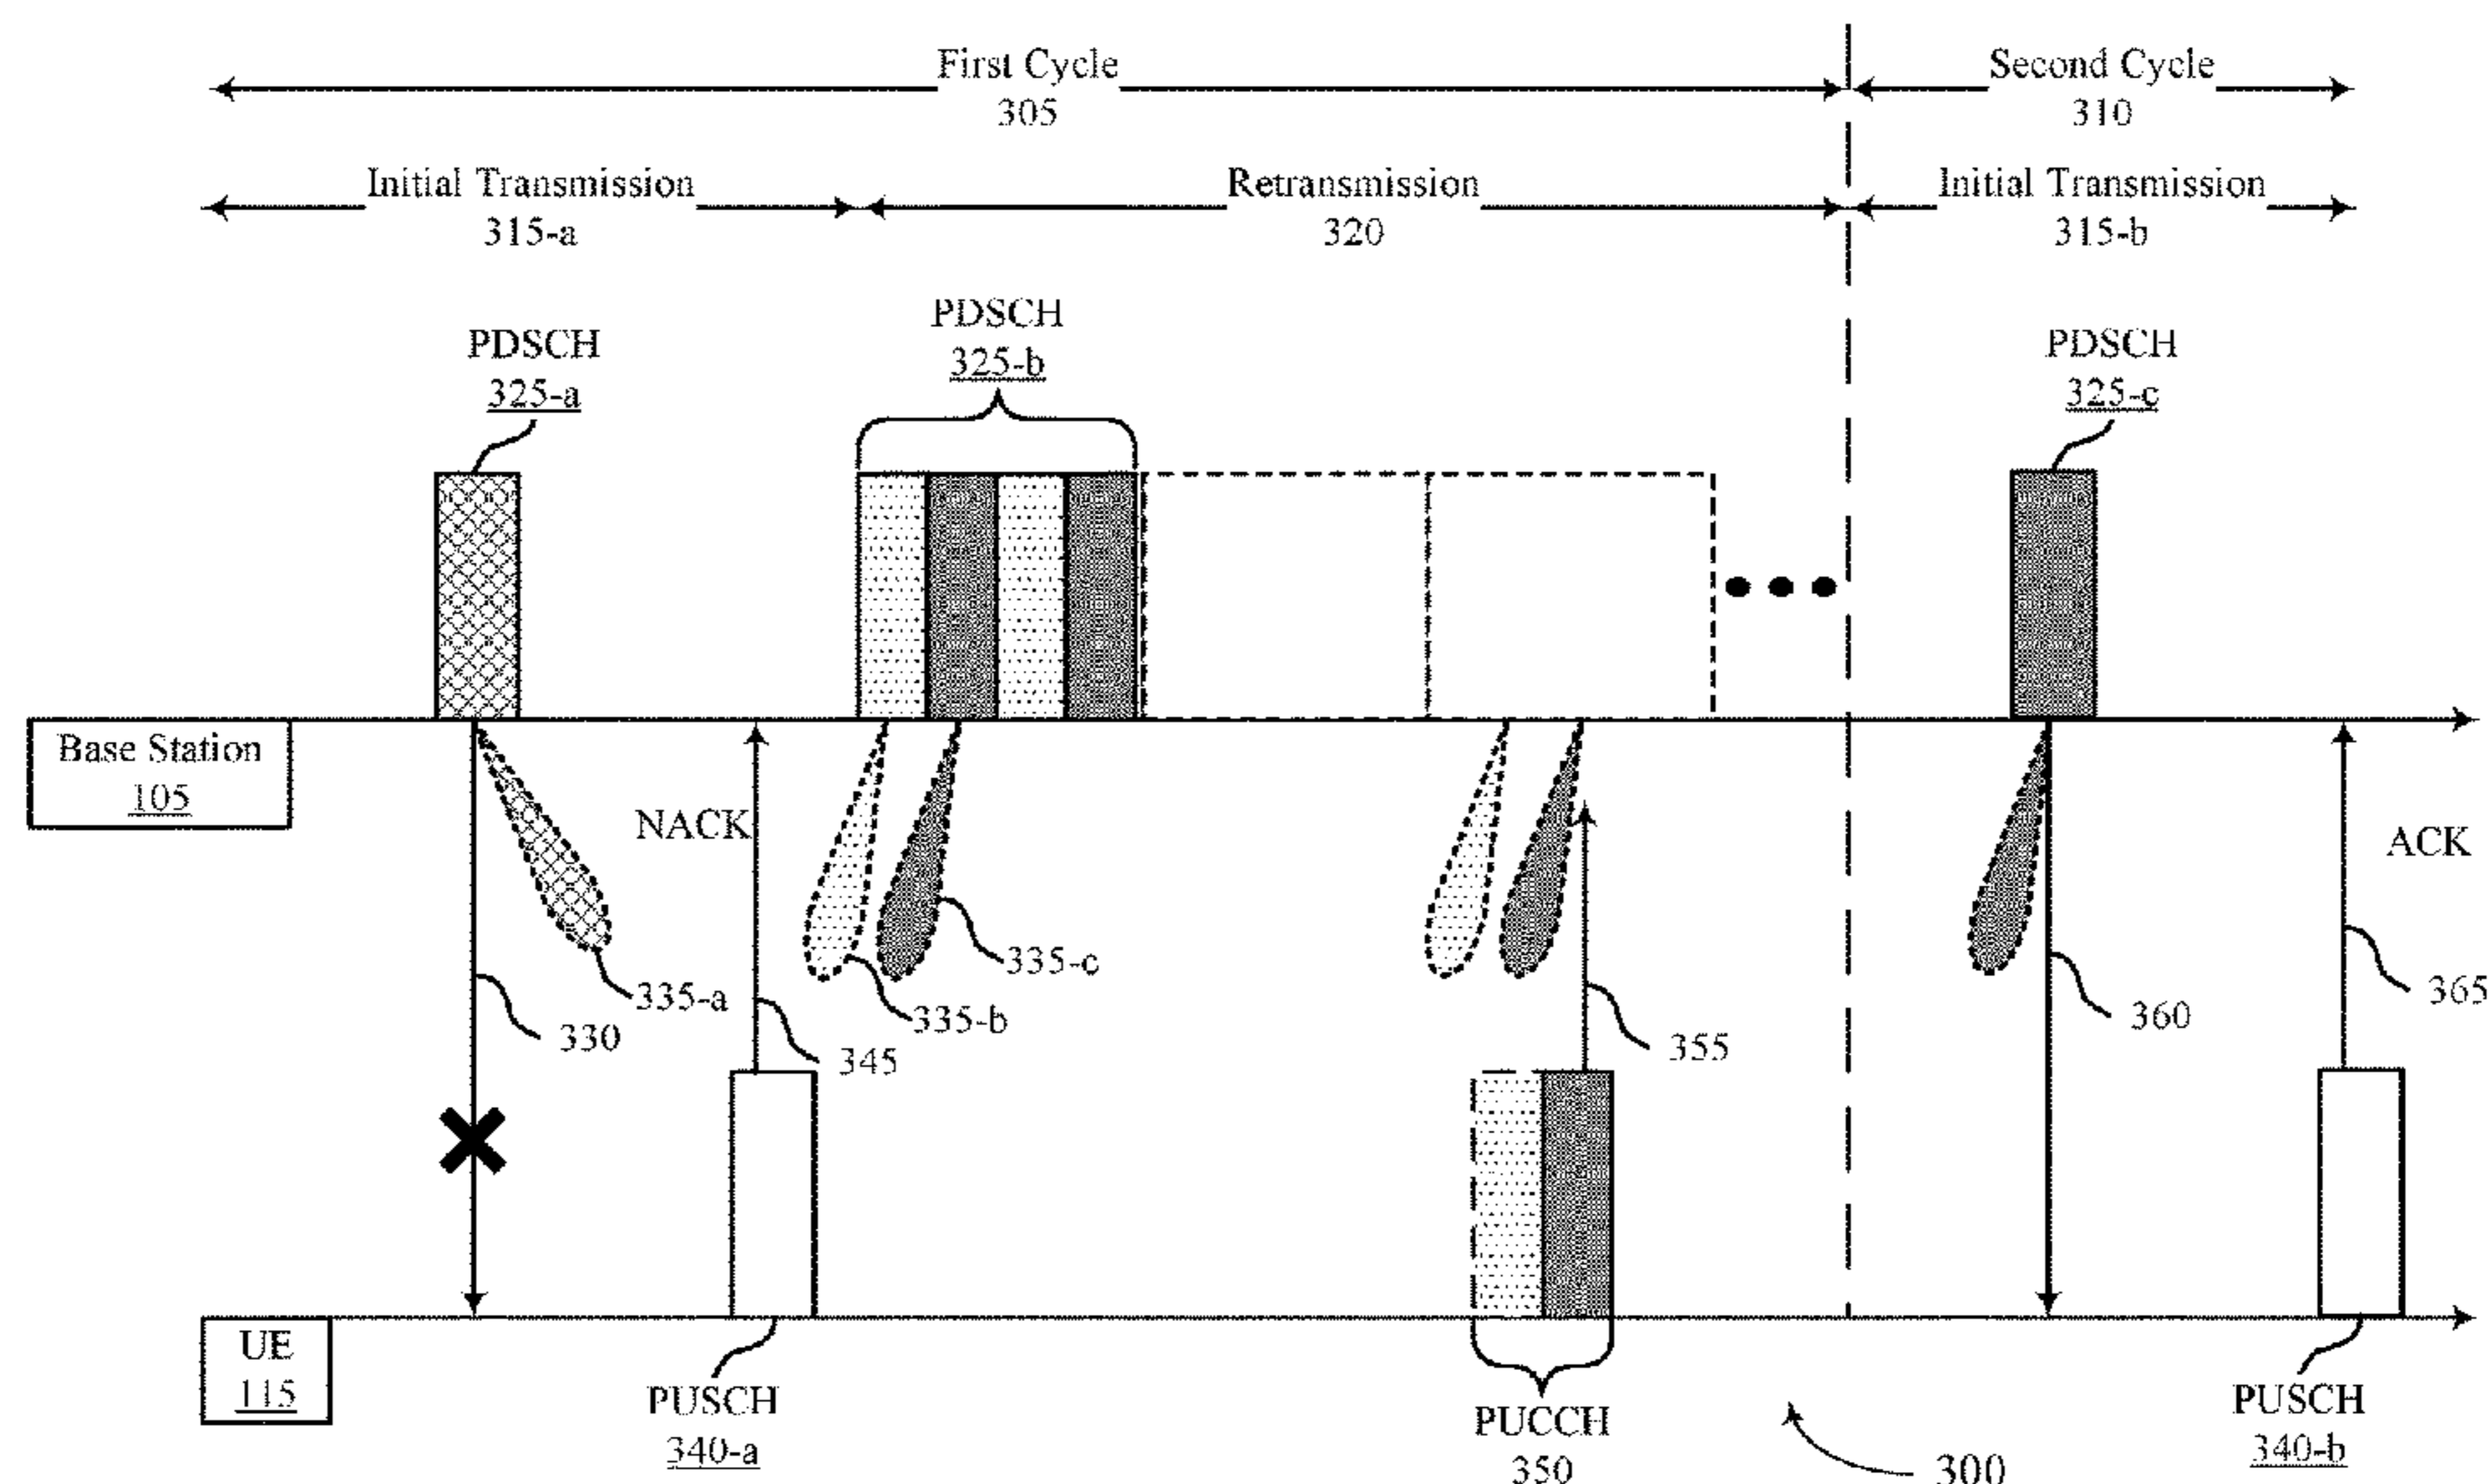 First Cycle
305
Second Cycle
310
Initial Transmission
315-a
Retransmission
320
Initial Transmission
315-b
PDSCH
325-a
PDSCH
325-b
PDSCH
325-c
Base Station
105
NACK
ACK
335-a
330
345
335-b
335-c
355
360
365
UE
115
PUSCH
340-a
PUCCH
350
300
PUSCH
340-b